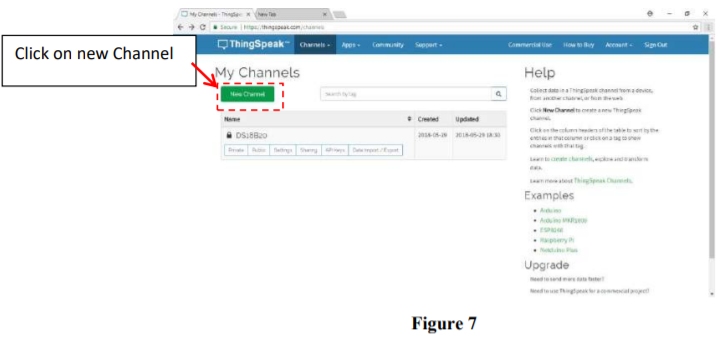 My Channels - ThingSpe
New Tab
Secure | https://thingspeak.com/channels
ThingSpeak™ Channels Apps Community Support Commercial Use How to Buy Account Sign Out
Click on new Channel
My Channels
New Channel
Search by tag
Name Created Updated
DS18B20 2018-05-29 2018-05-29 18:30
Private Public Settings Sharing API Keys Data Import / Export
Help
Collect data in a ThingSpeak channel from a device,
from another channel, or from the web.
Click New Channel to create a new ThingSpeak
channel.
Click on the column headers of the table to sort by the
entries in that column or click on a tag to show
channels with that tag.
Learn to create channels, explore and transform
data.
Learn more about ThingSpeak Channels.
Examples
Arduino
Arduino MKR1000
ESP8266
Raspberry Pi
Netduino Plus
Upgrade
Need to send more data faster?
Need to use ThingSpeak for a commercial project?
Figure 7